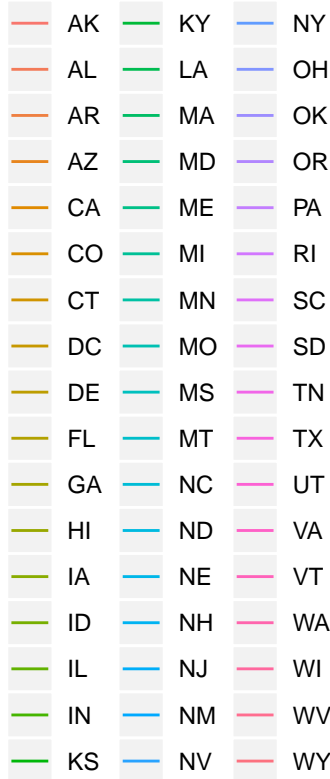 AK KY NY
AL LA OH
AR MA OK
AZ MD OR
CA ME PA
CO MI RI
CT MN SC
DC MO SD
DE MS TN
FL MT TX
GA NC UT
HI ND VA
IA NE VT
ID NH WA
IL NJ WI
IN NM WV
KS NV WY